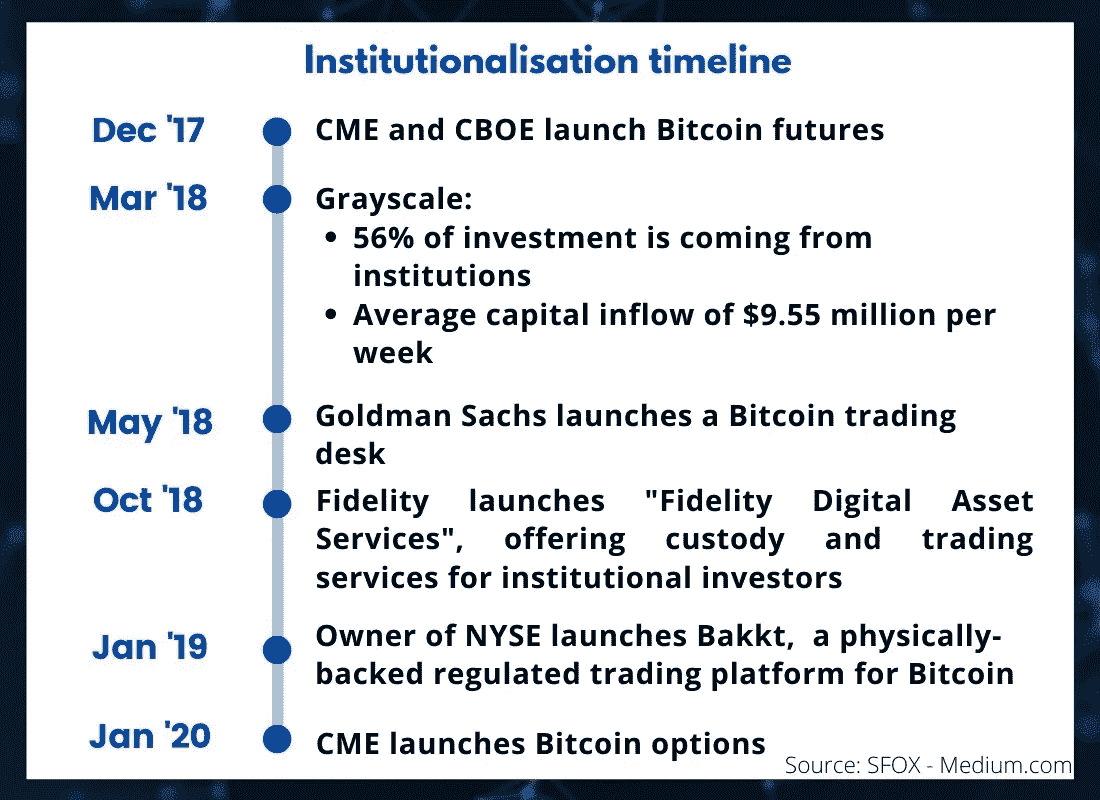 Institutionalisation timeline
Dec '17
CME and CBOE launch Bitcoin futures
Mar '18
Grayscale:
• 56% of investment is coming from
institutions
• Average capital inflow of $9.55 million per
week
May '18
Goldman Sachs launches a Bitcoin trading
desk
Oct '18
Fidelity launches "Fidelity Digital Asset
Services", offering custody and trading
services for institutional investors
Jan '19
Owner of NYSE launches Bakkt, a physically-
backed regulated trading platform for Bitcoin
Jan '20
CME launches Bitcoin options
Source: SFOX - Medium.com